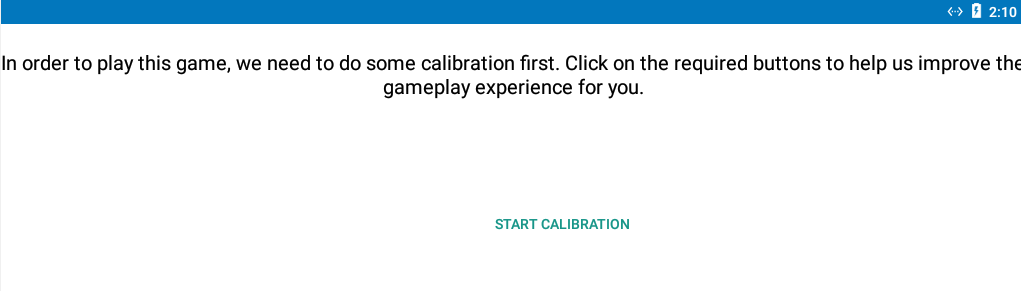 2:10
In order to play this game, we need to do some calibration first. Click on the required buttons to help us improve the
gameplay experience for you.
START CALIBRATION